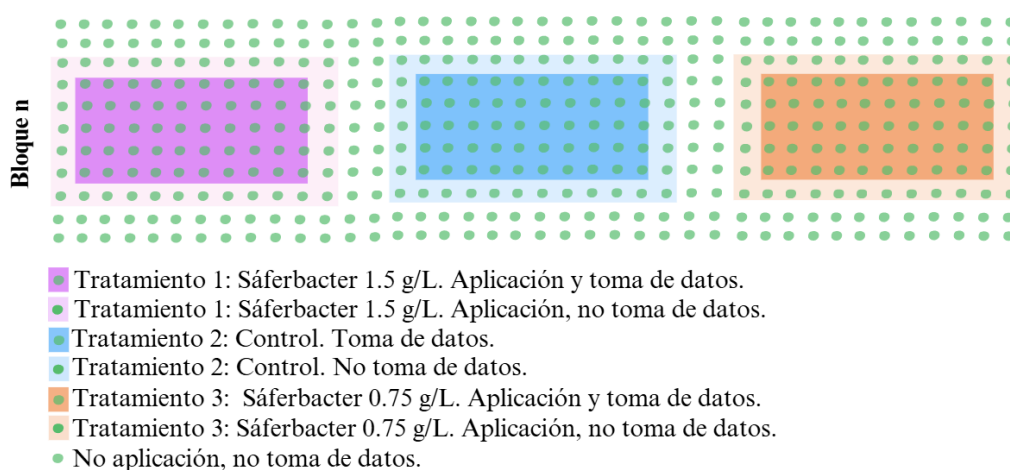 Bloque n
Tratamiento 1: Sáferbacter 1.5 g/L. Aplicación y toma de datos.
Tratamiento 1: Sáferbacter 1.5 g/L. Aplicación, no toma de datos.
Tratamiento 2: Control. Toma de datos.
Tratamiento 2: Control. No toma de datos.
Tratamiento 3: Sáferbacter 0.75 g/L. Aplicación y toma de datos.
Tratamiento 3: Sáferbacter 0.75 g/L. Aplicación, no toma de datos.
No aplicación, no toma de datos.